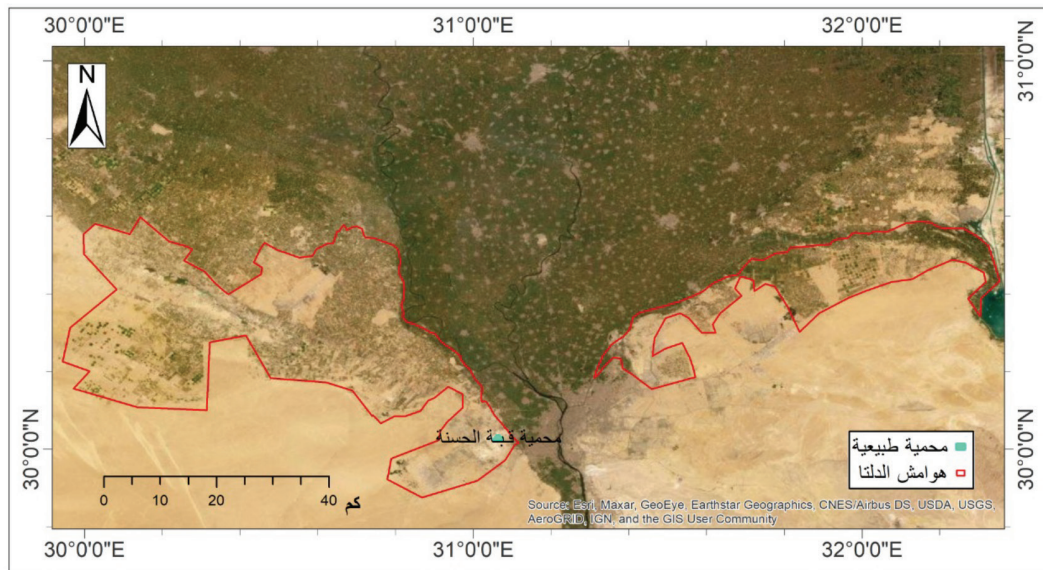 30°0'0"E 31°0'0"E 32°0'0"E
31°0'0"N
N
محمية قبة الحسنة
30°0'0"N 30°0'0"N
محمية طبيعية
هوامش الدلتا
0 10 20 40 كم
Source: Esri, Maxar, GeoEye, Earthstar Geographics, CNES/Airbus DS, USDA, USGS,
AeroGRID, IGN, and the GIS User Community
30°0'0"E 31°0'0"E 32°0'0"E